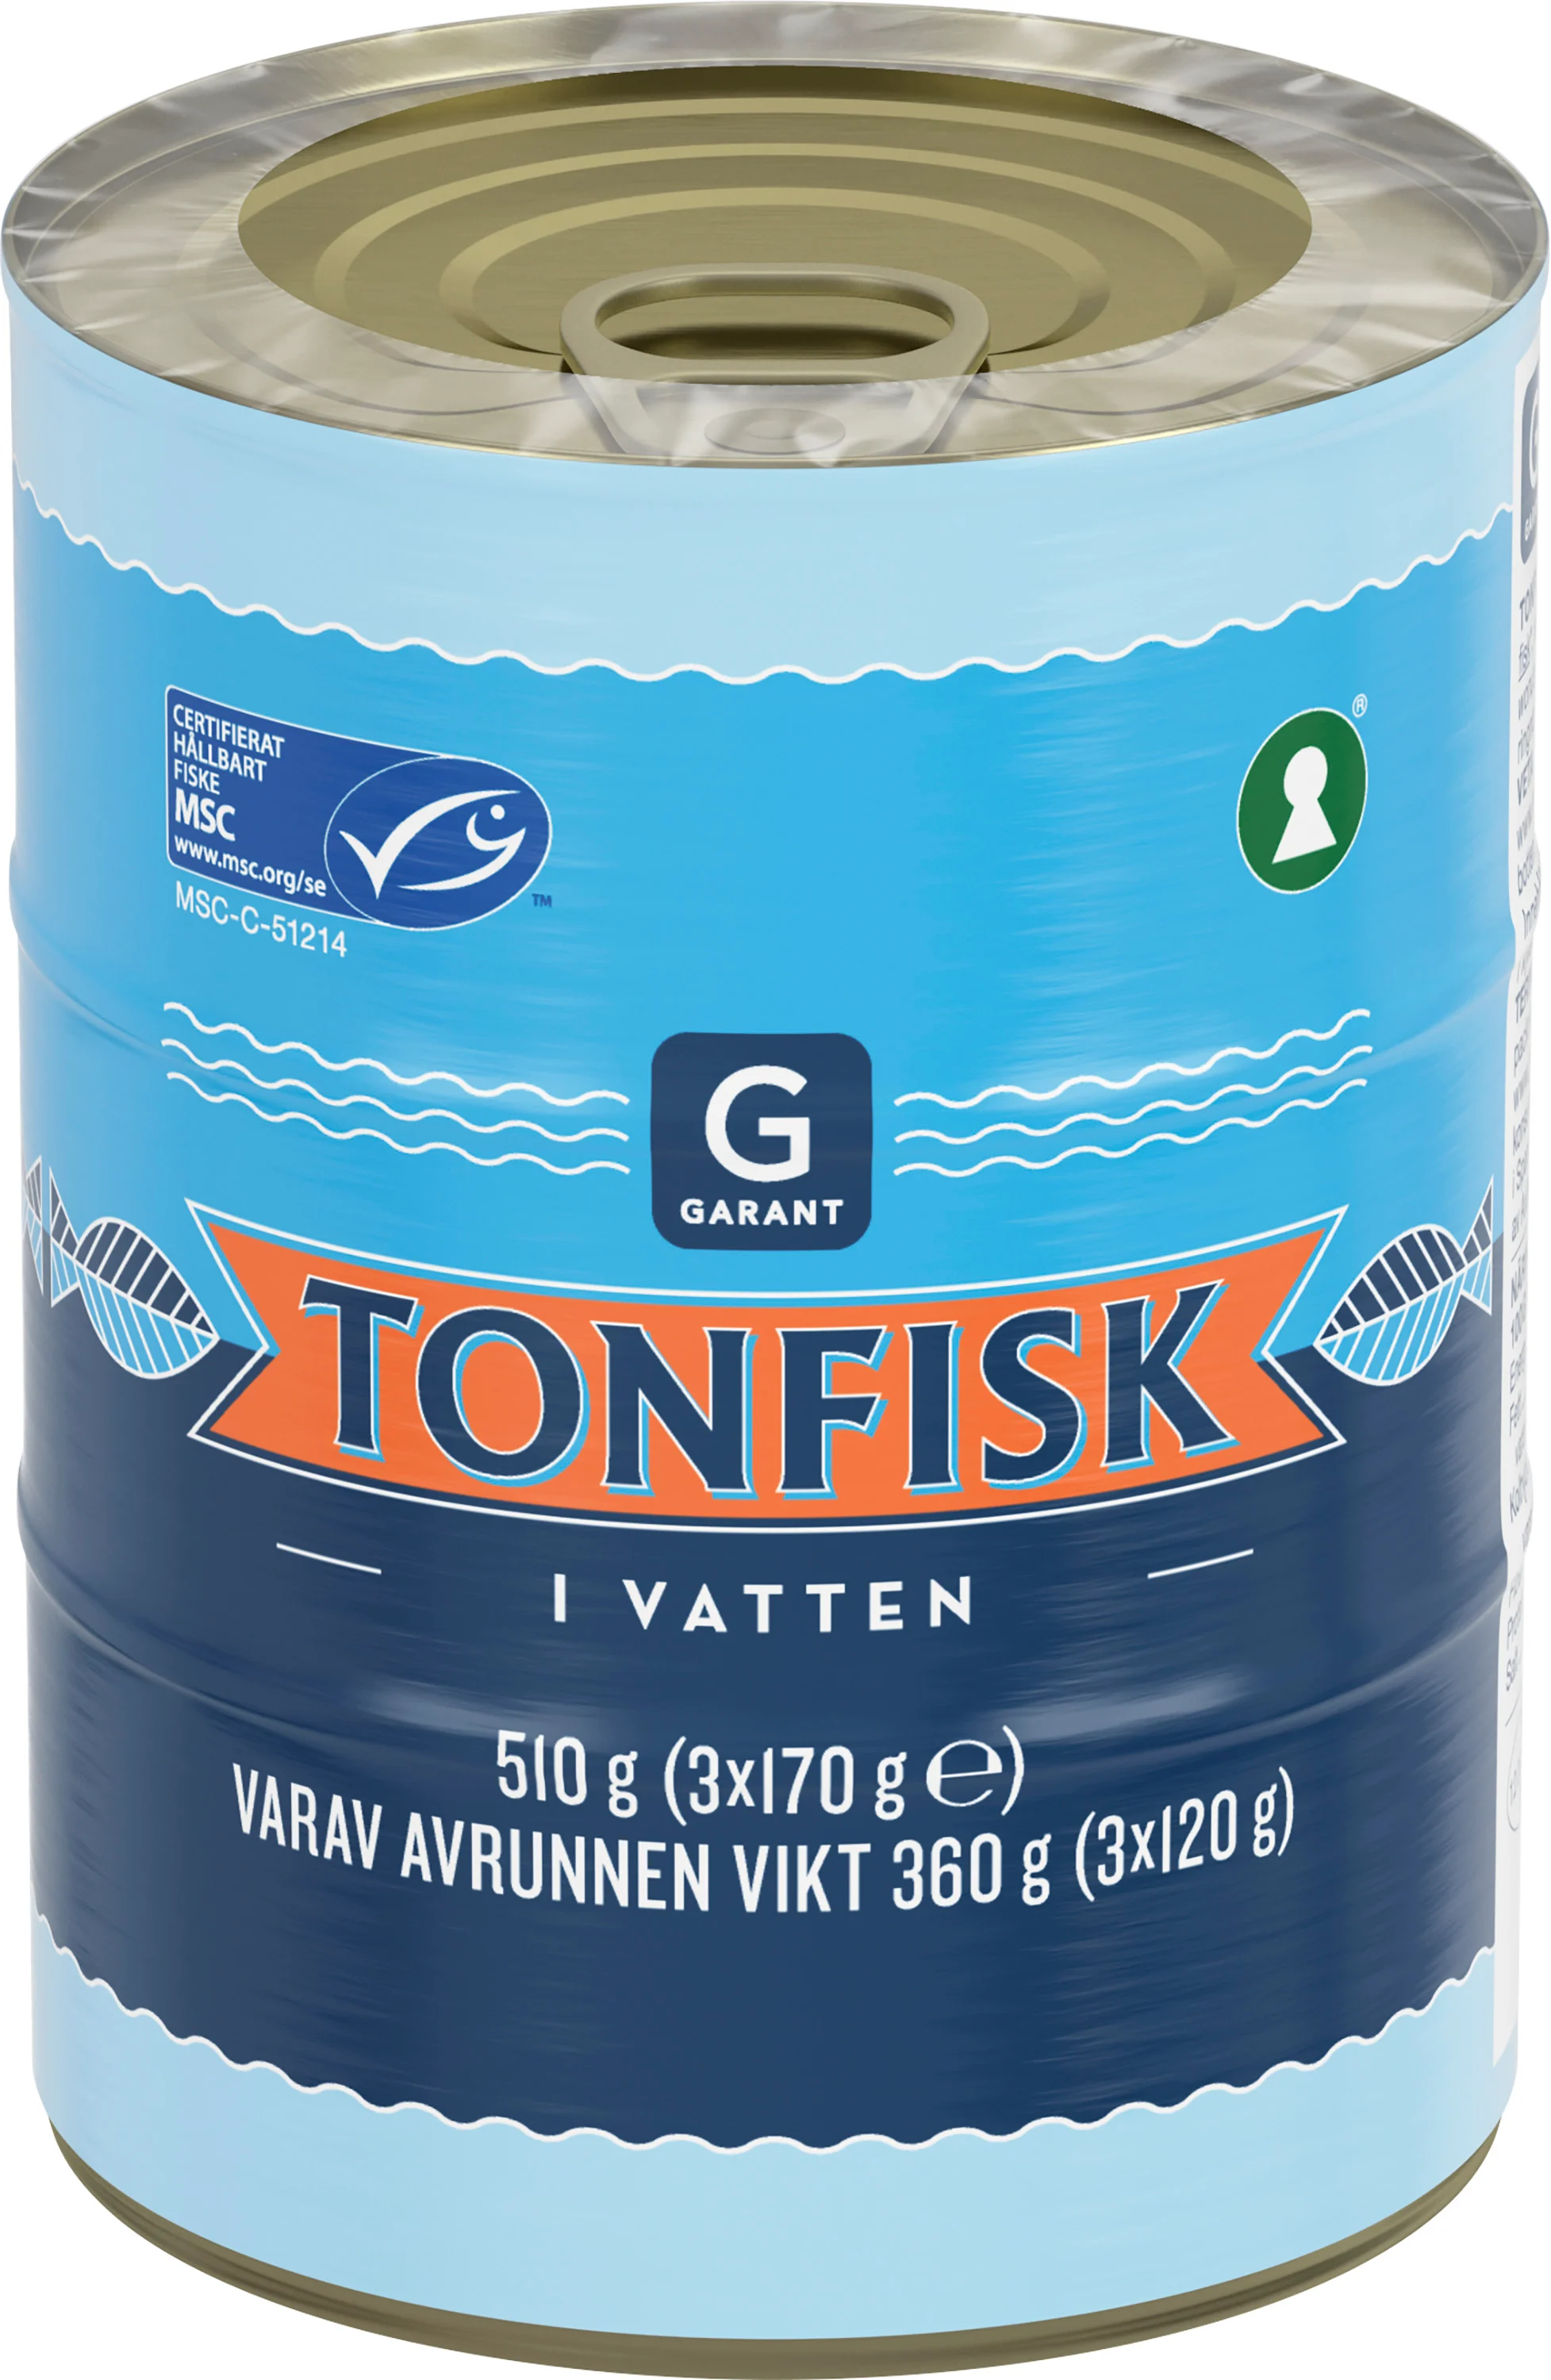 CERTIFIERAT
HÅLLBART
FISKE
MSC
www.msc.org/se
TM
MSC-C-51214
®
G
GARANT
TONFISK
I VATTEN
510 g (3x170 g ℮)
VARAV AVRUNNEN VIKT 360 g (3x120 g)